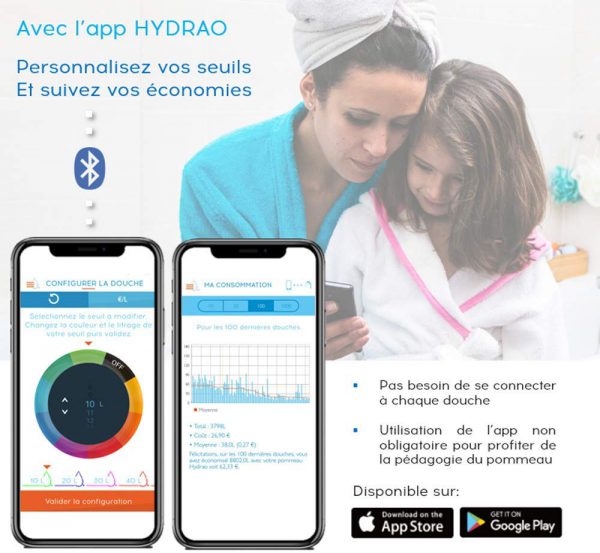 Avec l'app HYDRAO
Personnalisez vos seuils
Et suivez vos économies
CONFIGURER LA DOUCHE
€/L
Sélectionnez le seuil à modifier
Changez la couleur et le litrage de
votre seuil puis validez
OFF
10 L
11
12
10 L
20 L
30 L
40 L
Valider la configuration
MA CONSOMMATION
100
Pour les 100 dernières douches
Moyenne
• Total : 3798L
• Coût : 26,90 €
• Moyenne : 38,0L (0,27 €)
Félicitations, sur les 100 dernières douches, vous
avez économisé 8802,0L avec votre pommeau
Hydrao soit 62,33 €.
Pas besoin de se connecter
à chaque douche
Utilisation de l'app non
obligatoire pour profiter de
la pédagogie du pommeau
Disponible sur:
Download on the
App Store
GET IT ON
Google Play